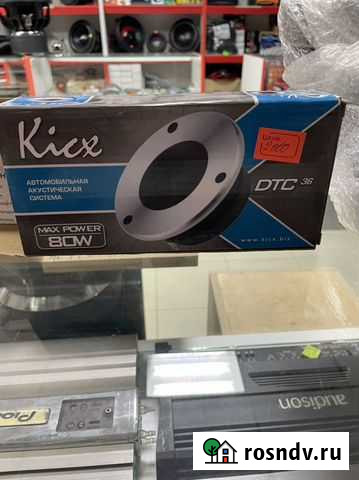 Kicx
АВТОМОБИЛЬНАЯ
АКУСТИЧЕСКАЯ
СИСТЕМА
MAX POWER
80W
DTC 36
www.kicx.biz
audison
rosndv.ru